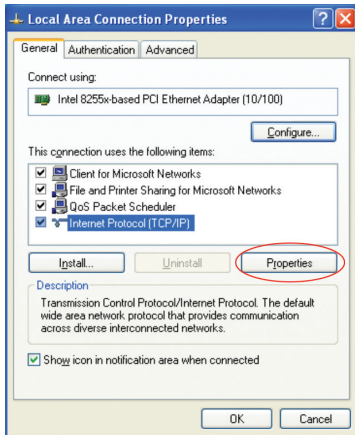 Local Area Connection Properties
General Authentication Advanced
Connect using:
Intel 8255x-based PCI Ethernet Adapter (10/100)
Configure...
This connection uses the following items:
Client for Microsoft Networks
File and Printer Sharing for Microsoft Networks
QoS Packet Scheduler
Internet Protocol (TCP/IP)
Install... Uninstall Properties
Description
Transmission Control Protocol/Internet Protocol. The default
wide area network protocol that provides communication
across diverse interconnected networks.
Show icon in notification area when connected
OK Cancel